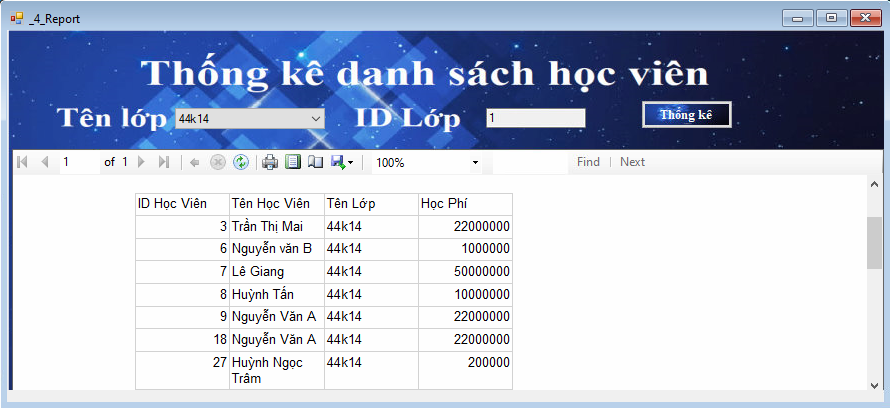 _4_Report
Thống kê danh sách học viên
Tên lớp 44k14 ID Lớp 1 Thống kê
1 of 1 100% Find | Next
ID Học Viên Tên Học Viên Tên Lớp Học Phí
3 Trần Thị Mai 44k14 22000000
6 Nguyễn văn B 44k14 1000000
7 Lê Giang 44k14 50000000
8 Huỳnh Tấn 44k14 10000000
9 Nguyễn Văn A 44k14 22000000
18 Nguyễn Văn A 44k14 22000000
27 Huỳnh Ngọc 44k14 200000
Trâm